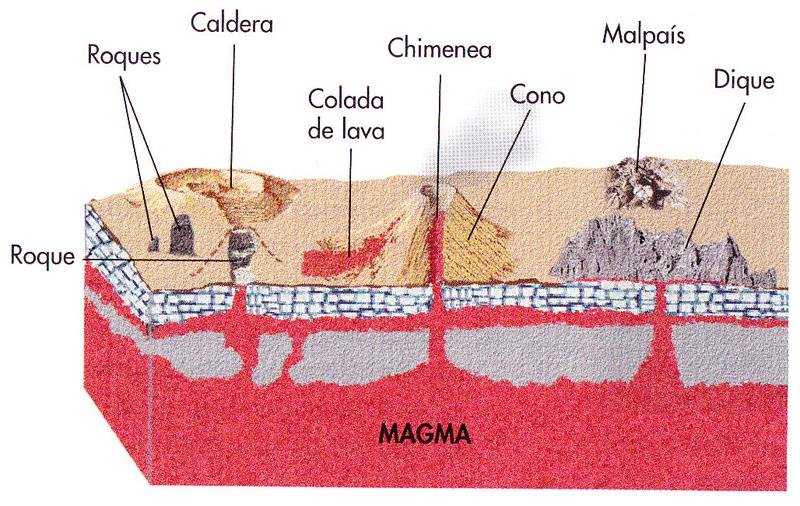 Caldera
Roques
Chimenea
Malpaís
Dique
Colada
de lava
Cono
Roque
MAGMA